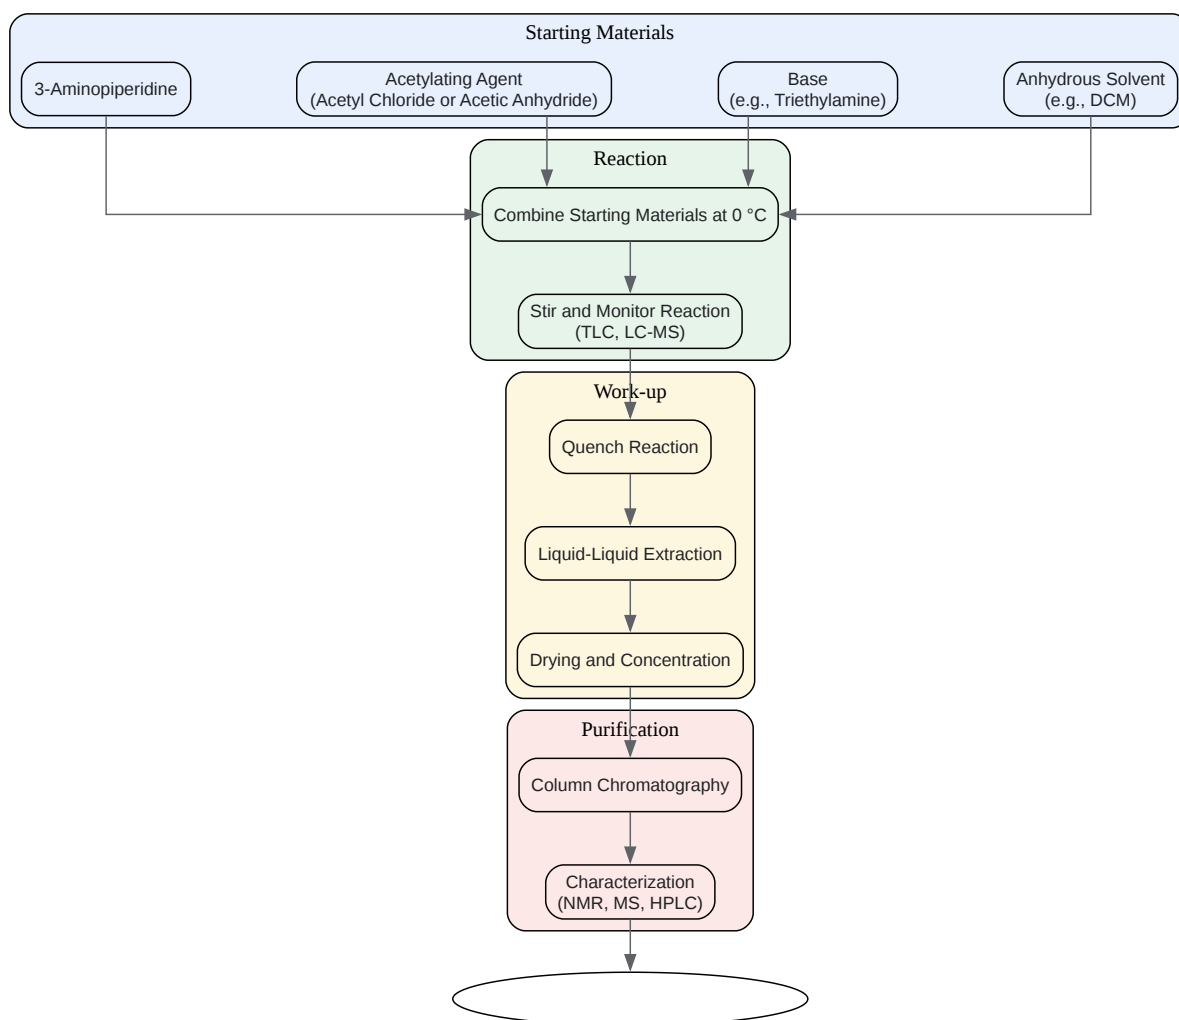 Starting Materials
3-Aminopiperidine
Acetylating Agent
(Acetyl Chloride or Acetic Anhydride)
Base
(e.g., Triethylamine)
Anhydrous Solvent
(e.g., DCM)
Reaction
Combine Starting Materials at 0 °C
Stir and Monitor Reaction
(TLC, LC-MS)
Work-up
Quench Reaction
Liquid-Liquid Extraction
Drying and Concentration
Purification
Column Chromatography
Characterization
(NMR, MS, HPLC)